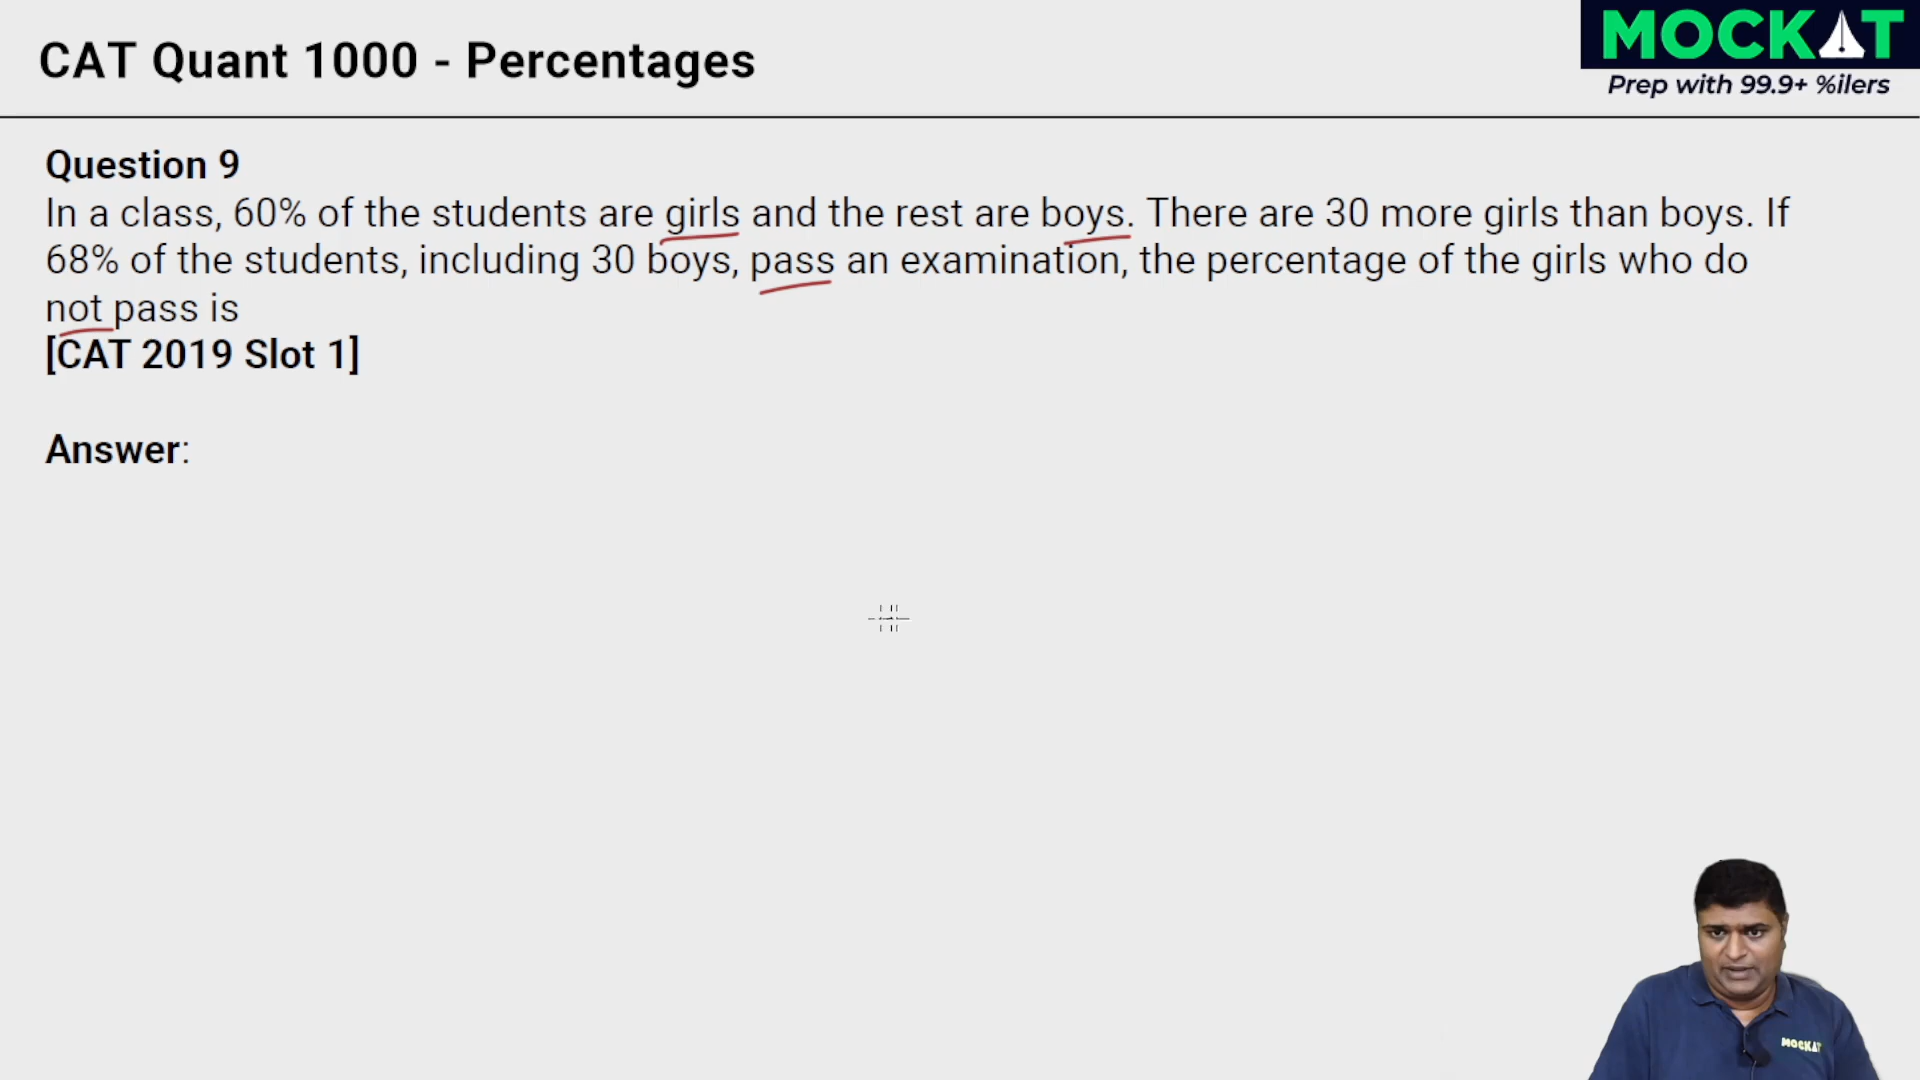 CAT Quant 1000 - Percentages
MOCKAT
Prep with 99.9+ %ilers
Question 9
In a class, 60% of the students are girls and the rest are boys. There are 30 more girls than boys. If
68% of the students, including 30 boys, pass an examination, the percentage of the girls who do
not pass is
[CAT 2019 Slot 1]
Answer:
MOCKAT